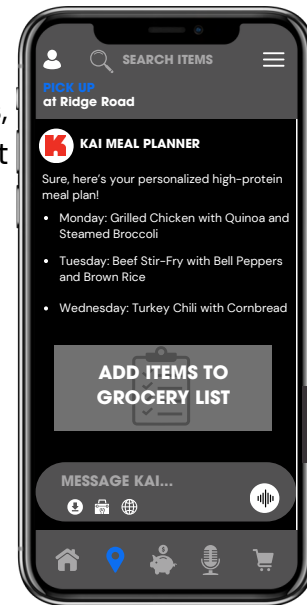 SEARCH ITEMS
PICK UP
at Ridge Road
K KAI MEAL PLANNER
Sure, here's your personalized high-protein
meal plan!
• Monday: Grilled Chicken with Quinoa and
Steamed Broccoli
• Tuesday: Beef Stir-Fry with Bell Peppers
and Brown Rice
• Wednesday: Turkey Chili with Cornbread
ADD ITEMS TO
GROCERY LIST
MESSAGE KAI...